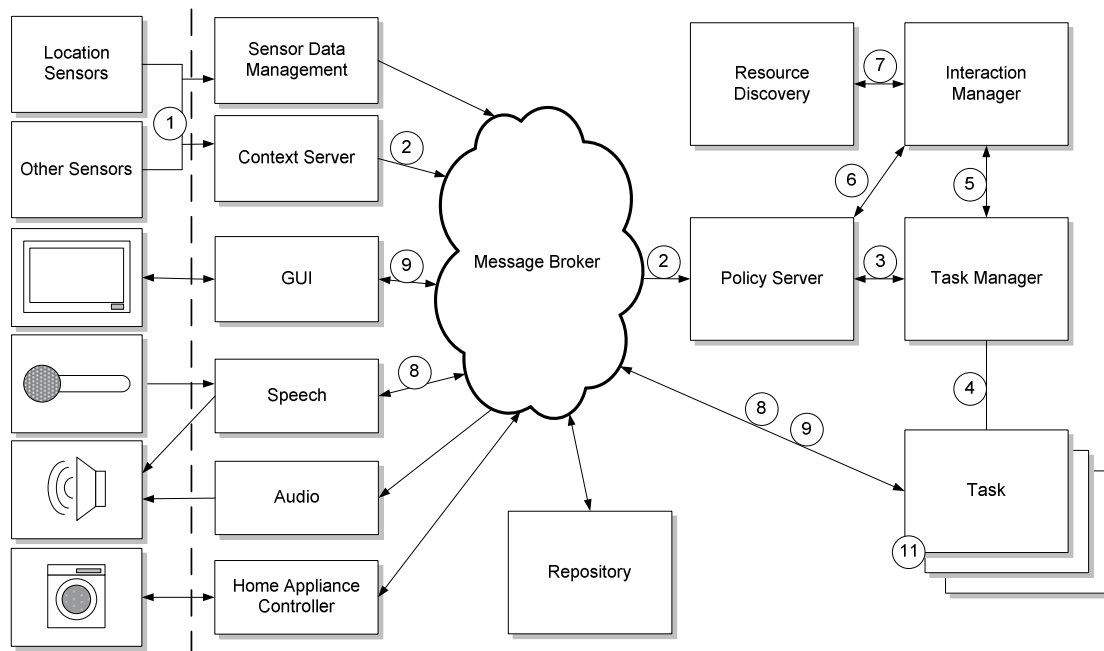 Location
Sensors
Other Sensors
1
Sensor Data
Management
Context Server
2
GUI
9
Speech
8
Audio
Home Appliance
Controller
Message Broker
Repository
Resource
Discovery
7
Interaction
Manager
6
5
2
Policy Server
3
Task Manager
4
8
9
Task
11